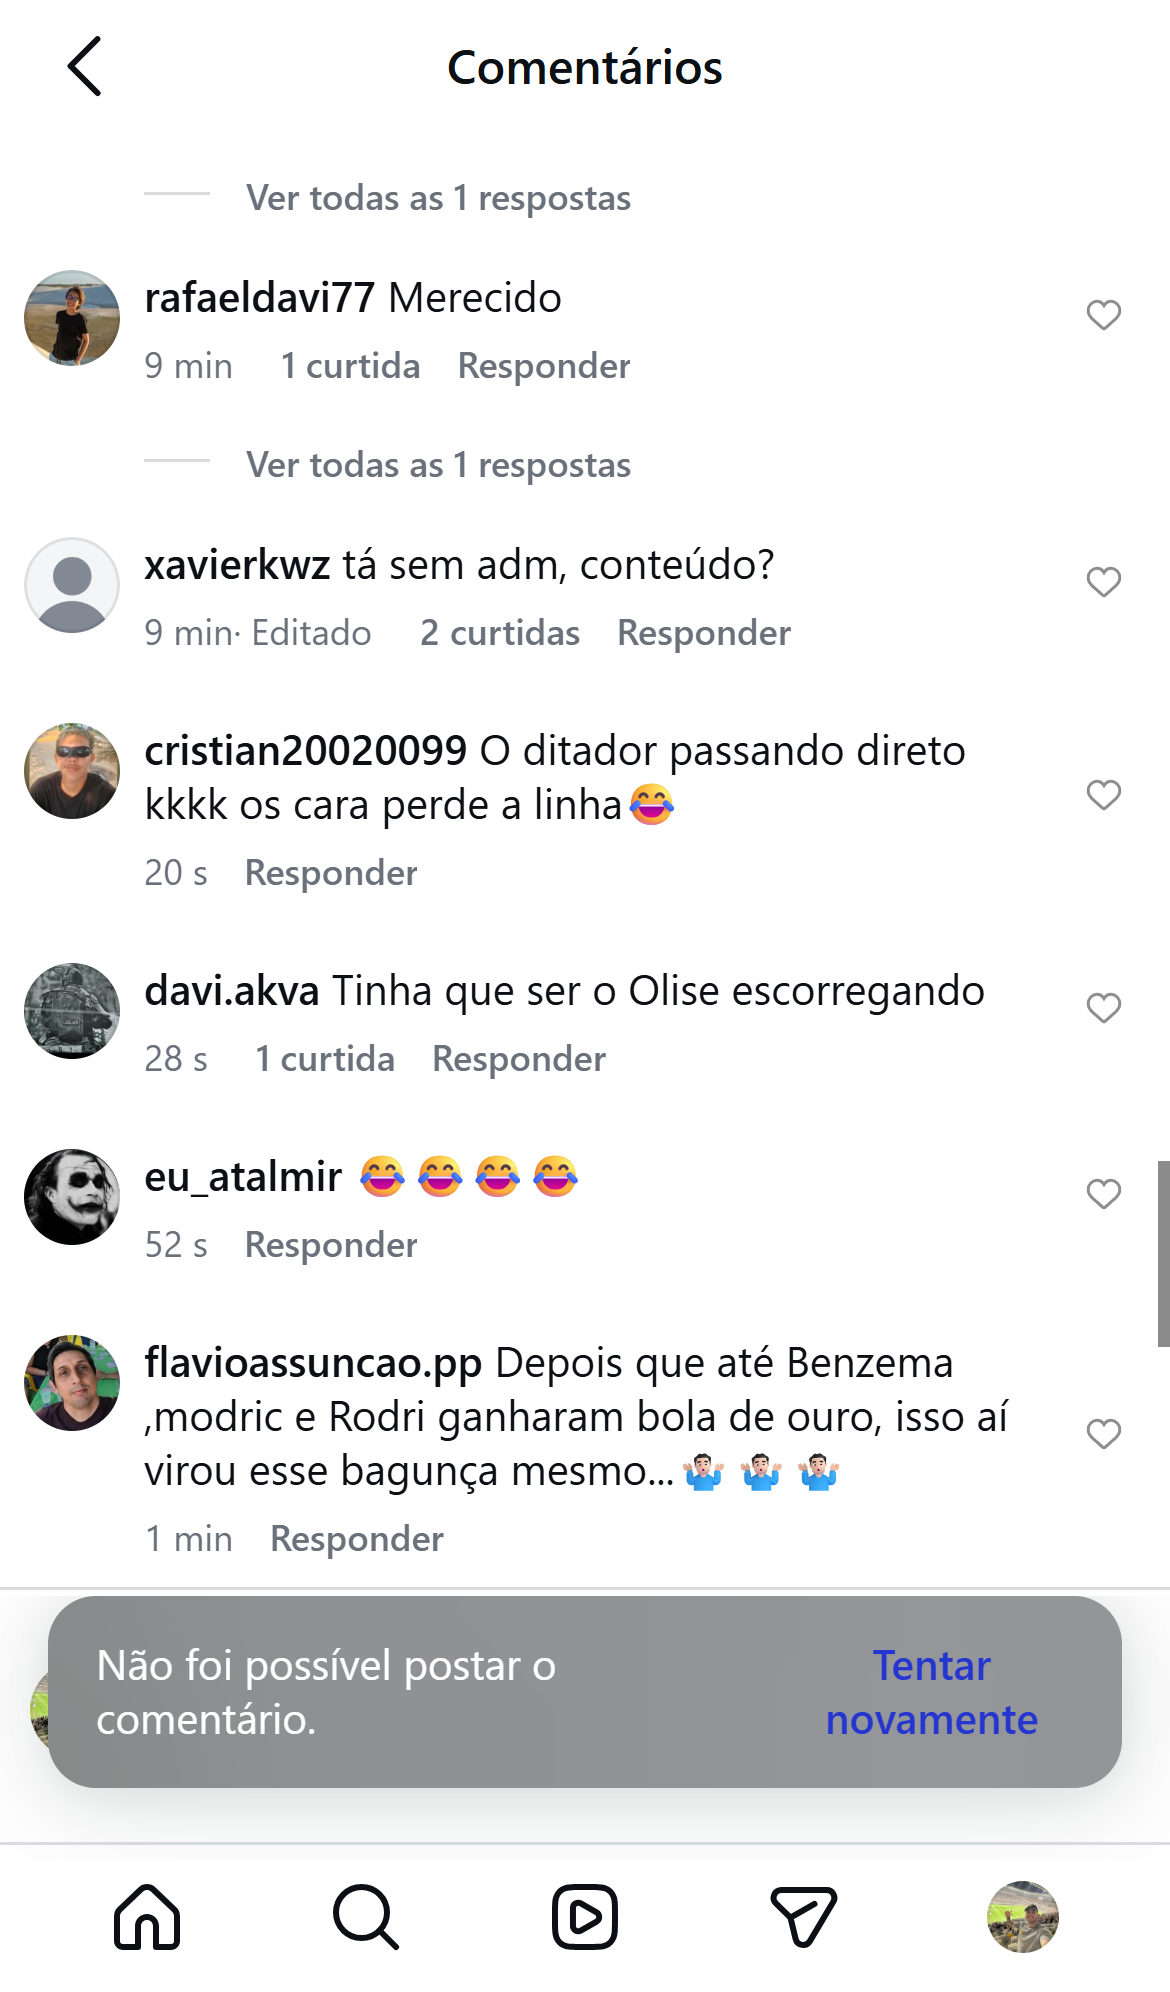 Comentários
Ver todas as 1 respostas
rafaeldavi77 Merecido
9 min 1 curtida Responder
Ver todas as 1 respostas
xavierkwz tá sem adm, conteúdo?
9 min· Editado 2 curtidas Responder
cristian20020099 O ditador passando direto
kkkk os cara perde a linha😂
20 s Responder
davi.akva Tinha que ser o Olise escorregando
28 s 1 curtida Responder
eu_atalmir 😂😂😂😂
52 s Responder
flavioassuncao.pp Depois que até Benzema
,modric e Rodri ganharam bola de ouro, isso aí
virou esse bagunça mesmo...🤷🏻‍♂️🤷🏻‍♂️🤷🏻‍♂️
1 min Responder
Não foi possível postar o
comentário.
Tentar
novamente